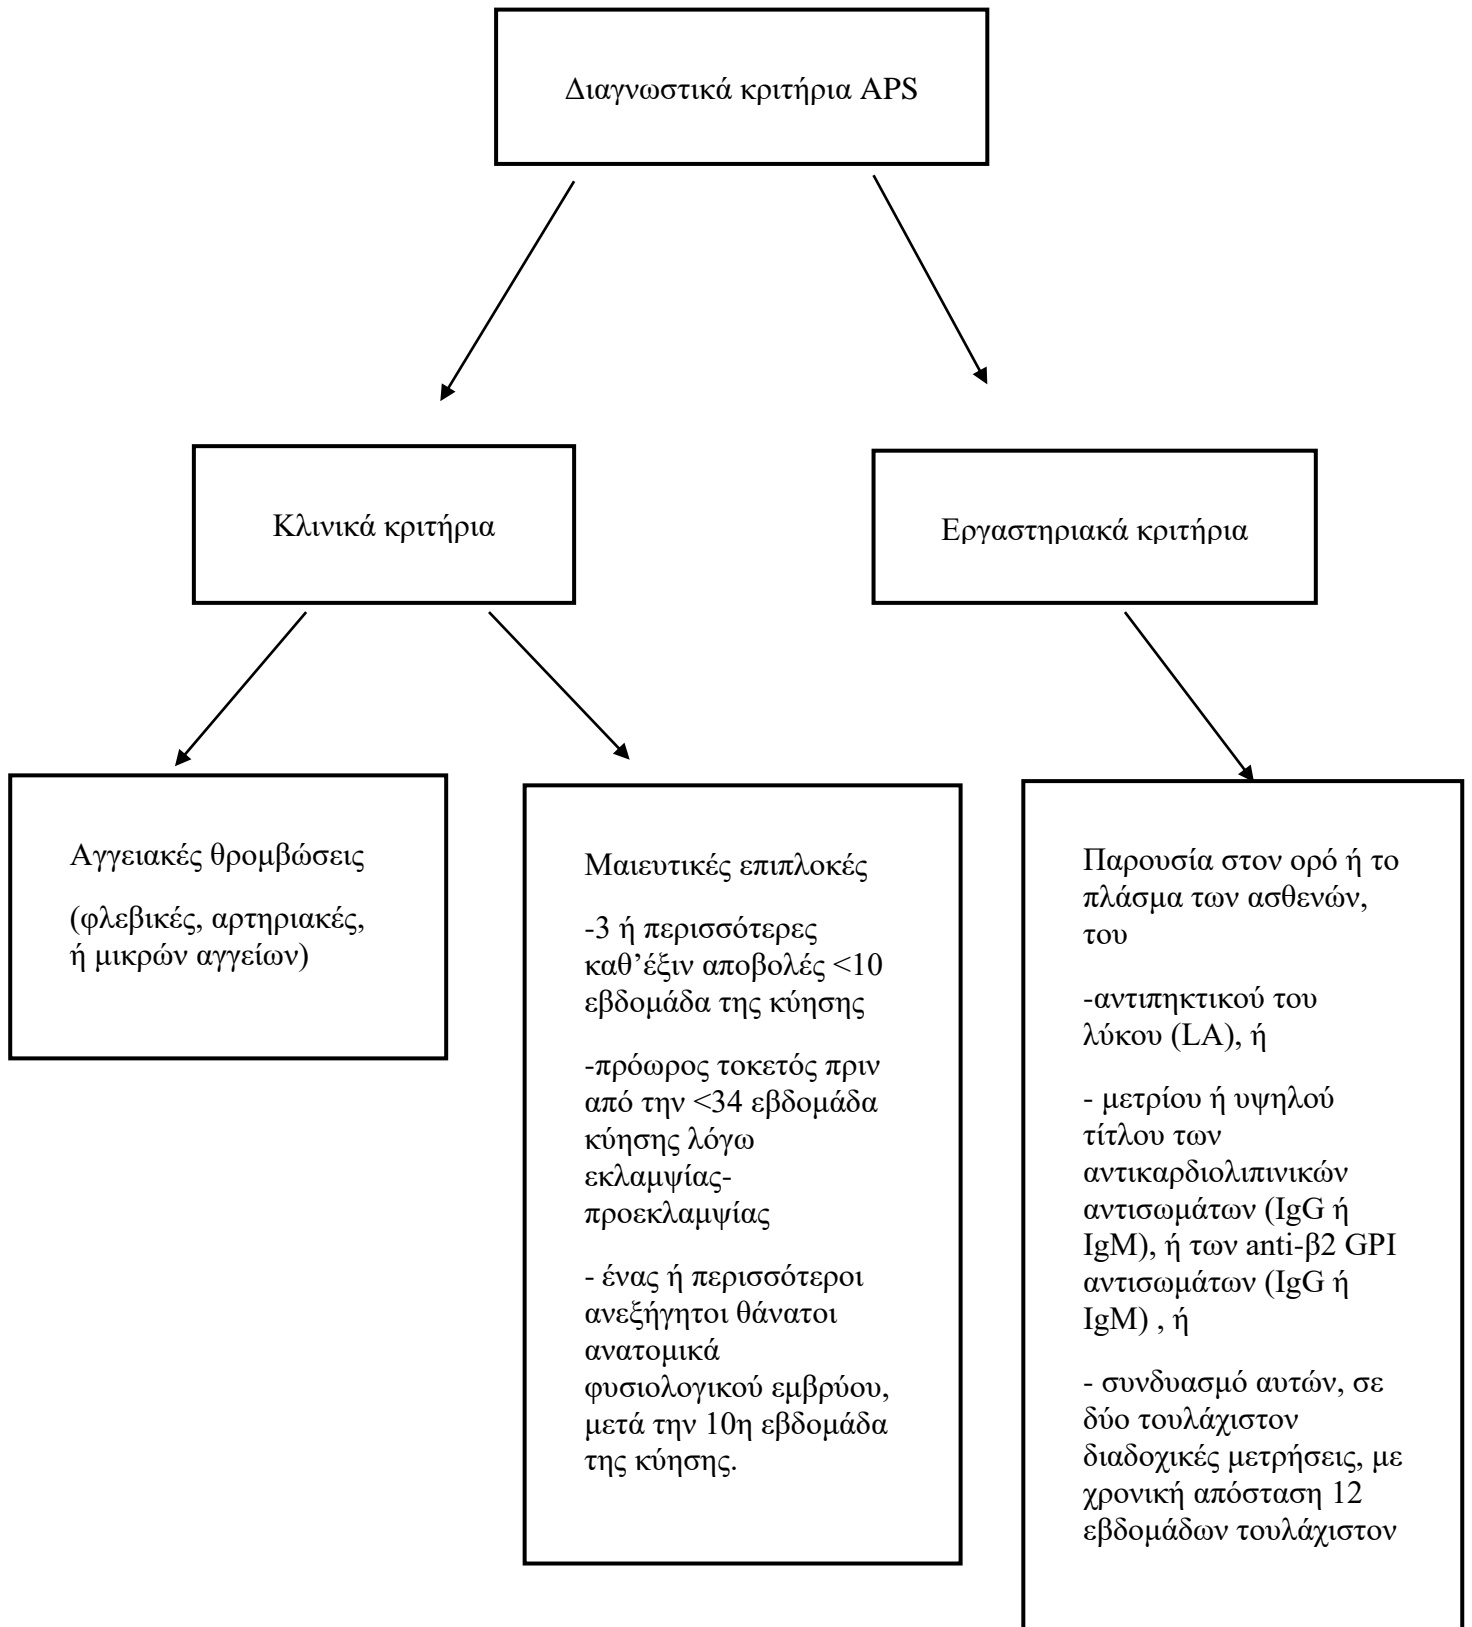 Διαγνωστικά κριτήρια APS
Κλινικά κριτήρια
Εργαστηριακά κριτήρια
Αγγειακές θρομβώσεις
(φλεβικές, αρτηριακές,
ή μικρών αγγείων)
Μαιευτικές επιπλοκές
-3 ή περισσότερες
καθ’έξιν αποβολές <10
εβδομάδα της κύησης
-πρόωρος τοκετός πριν
από την <34 εβδομάδα
κύησης λόγω
εκλαμψίας-
προεκλαμψίας
- ένας ή περισσότεροι
ανεξήγητοι θάνατοι
ανατομικά
φυσιολογικού εμβρύου,
μετά την 10η εβδομάδα
της κύησης.
Παρουσία στον ορό ή το
πλάσμα των ασθενών,
του
-αντιπηκτικού του
λύκου (LA), ή
- μετρίου ή υψηλού
τίτλου των
αντικαρδιολιπινικών
αντισωμάτων (IgG ή
IgM), ή των anti-β2 GPI
αντισωμάτων (IgG ή
IgM) , ή
- συνδυασμό αυτών, σε
δύο τουλάχιστον
διαδοχικές μετρήσεις, με
χρονική απόσταση 12
εβδομάδων τουλάχιστον